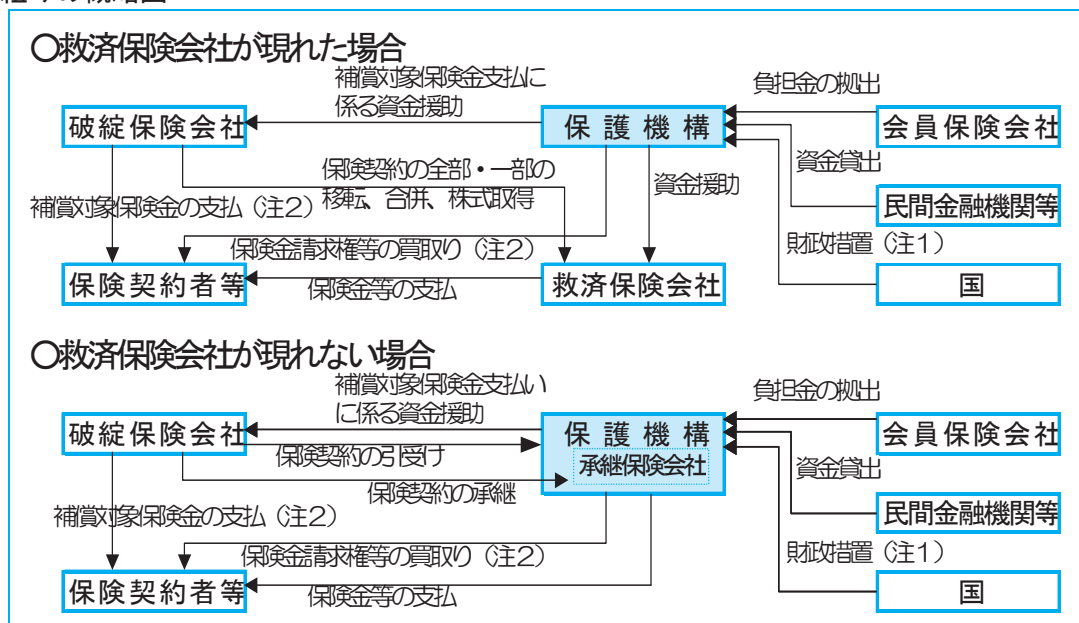 〇救済保険会社が現れた場合
補償対象保険金支払に
係る資金援助
負担金の拠出
破綻保険会社
保護機構
会員保険会社
保険契約の全部・一部の
移転、合併、株式取得
資金援助
資金貸出
補償対象保険金の支払（注2）
民間金融機関等
保険金請求権等の買取り（注2）
財政措置（注1）
保険契約者等
保険金等の支払
救済保険会社
国
〇救済保険会社が現れない場合
補償対象保険金支払い
に係る資金援助
負担金の拠出
破綻保険会社
保護機構
会員保険会社
保険契約の引受け
承継保険会社
資金貸出
保険契約の承継
補償対象保険金の支払（注2）
民間金融機関等
保険金請求権等の買取り（注2）
財政措置（注1）
保険契約者等
保険金等の支払
国